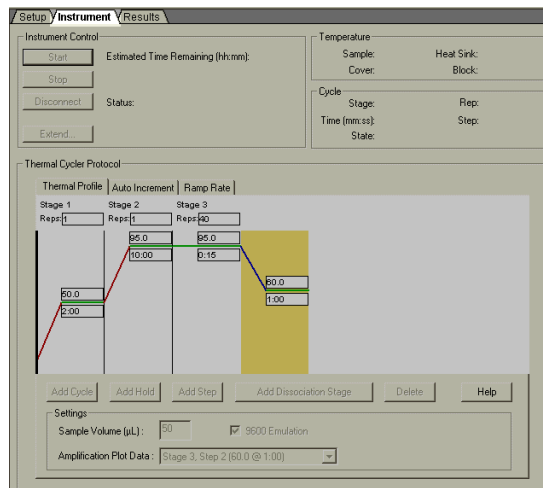 Setup Instrument Results
Instrument Control
Start Estimated Time Remaining (hh:mm):
Stop
Disconnect Status:
Extend...
Temperature
Sample: Heat Sink:
Cover: Block:
Cycle
Stage: Rep:
Time (mm:ss): Step:
State:
Thermal Cycler Protocol
Thermal Profile Auto Increment Ramp Rate
Stage 1 Stage 2 Stage 3
Reps: 1 Reps: 1 Reps: 40
95.0 95.0
10:00 0:15
60.0
1:00
50.0
2:00
Add Cycle Add Hold Add Step Add Dissociation Stage Delete Help
Settings
Sample Volume (µL) : 50 9600 Emulation
Amplification Plot Data : Stage 3, Step 2 (60.0 @ 1:00)